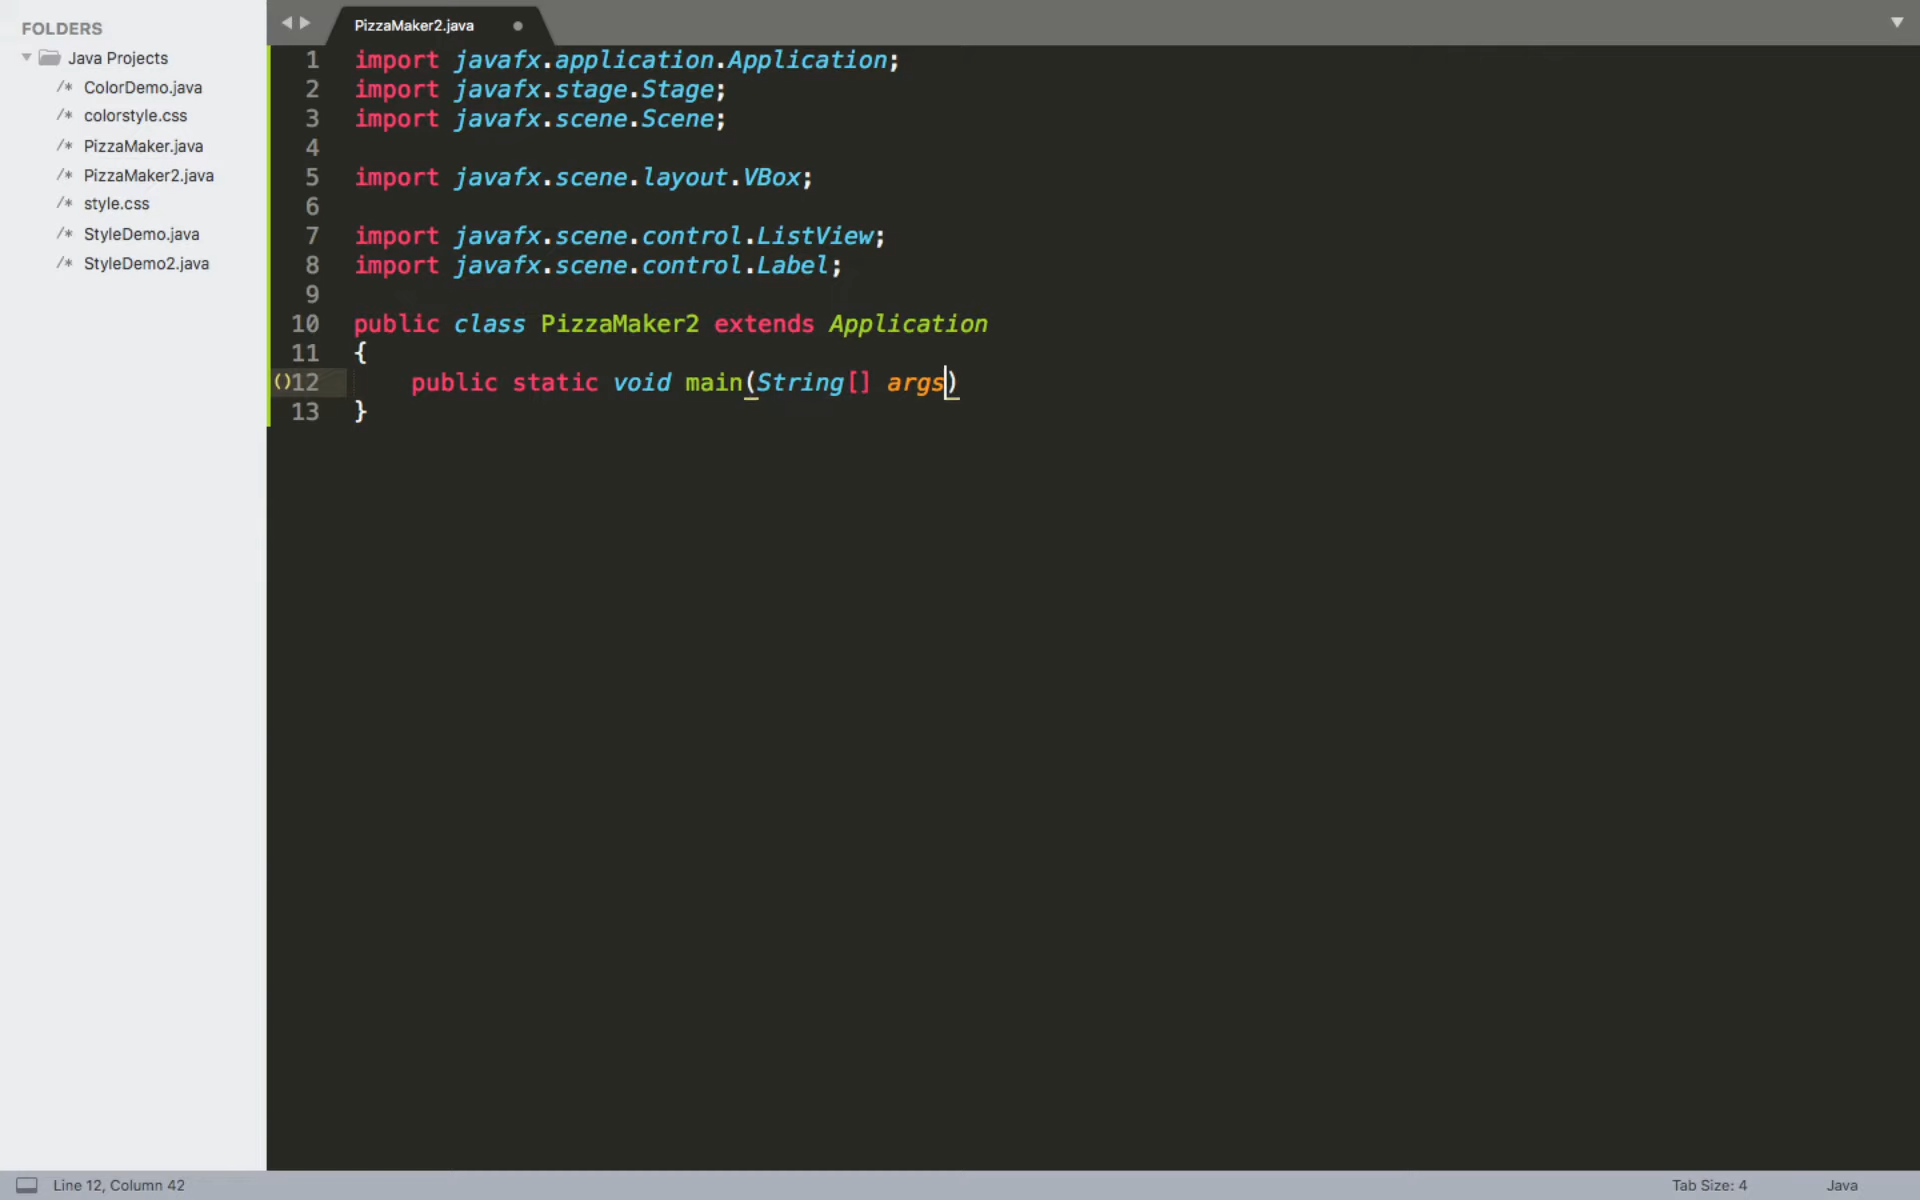 FOLDERS
Java Projects
/* ColorDemo.java
/* colorstyle.css
/* PizzaMaker.java
/* PizzaMaker2.java
/* style.css
/* StyleDemo.java
/* StyleDemo2.java
PizzaMaker2.java
1 import javafx.application.Application;
2 import javafx.stage.Stage;
3 import javafx.scene.Scene;
4
5 import javafx.scene.layout.VBox;
6
7 import javafx.scene.control.ListView;
8 import javafx.scene.control.Label;
9
10 public class PizzaMaker2 extends Application
11 {
()12 public static void main(String[] args)
13 }
Line 12, Column 42
Tab Size: 4
Java